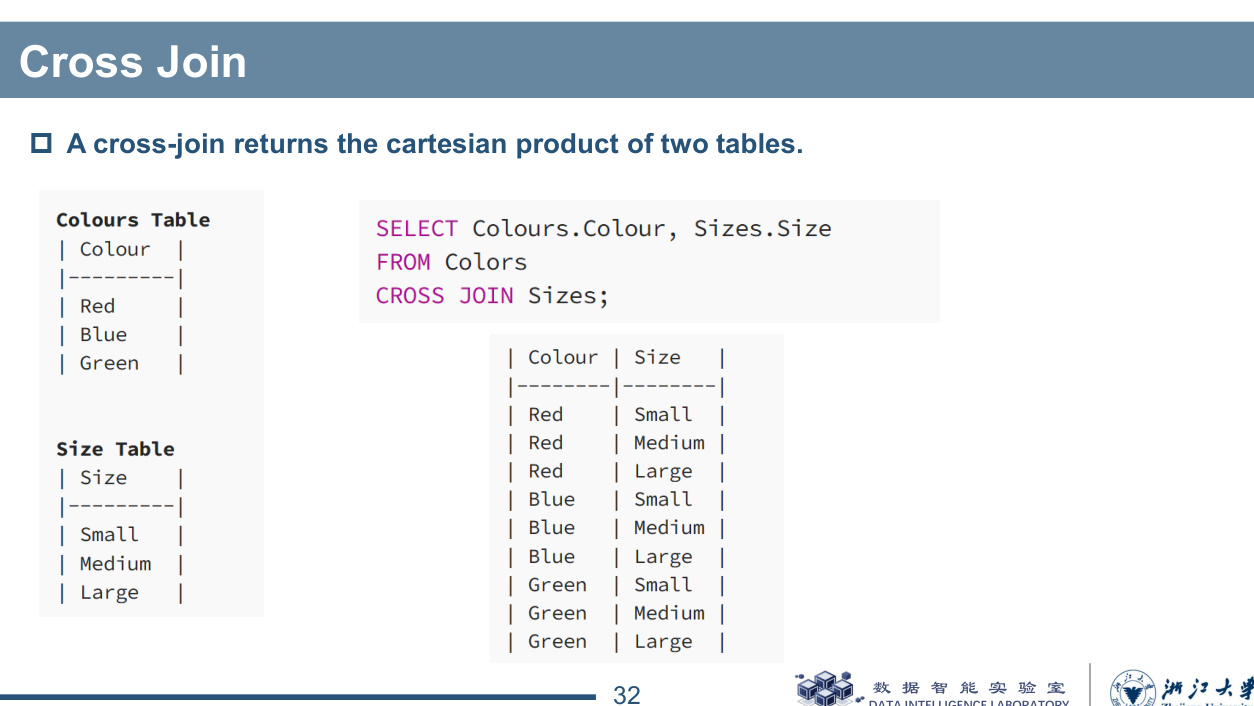 Cross Join
A cross-join returns the cartesian product of two tables.
Colours Table
| Colour |
|---------|
| Red |
| Blue |
| Green |
Size Table
| Size |
|---------|
| Small |
| Medium |
| Large |
SELECT Colours.Colour, Sizes.Size
FROM Colors
CROSS JOIN Sizes;
| Colour | Size |
|--------|--------|
| Red | Small |
| Red | Medium |
| Red | Large |
| Blue | Small |
| Blue | Medium |
| Blue | Large |
| Green | Small |
| Green | Medium |
| Green | Large |
32
数据智能实验室
DATA INTELLIGENCE LABORATORY
浙江大学
Zhejiang University